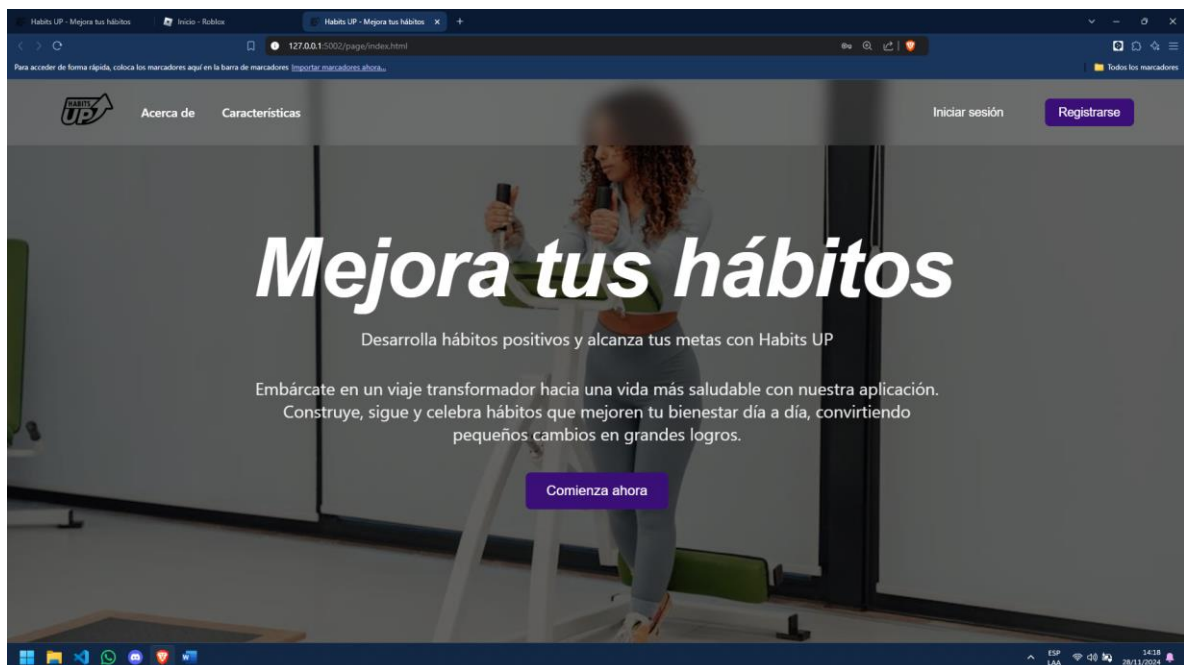 Habits UP - Mejora tus hábitos
Inicio - Roblox
Habits UP - Mejora tus hábitos
127.0.0.1:5002/page/index.html
Para acceder de forma rápida, coloca los marcadores aquí en la barra de marcadores Importar marcadores ahora...
Todos los marcadores
HABITS
UP
Acerca de
Características
Iniciar sesión
Registrarse
Mejora tus hábitos
Desarrolla hábitos positivos y alcanza tus metas con Habits UP
Embárcate en un viaje transformador hacia una vida más saludable con nuestra aplicación.
Construye, sigue y celebra hábitos que mejoren tu bienestar día a día, convirtiendo
pequeños cambios en grandes logros.
Comienza ahora
ESP
LAA
14:18
28/11/2024